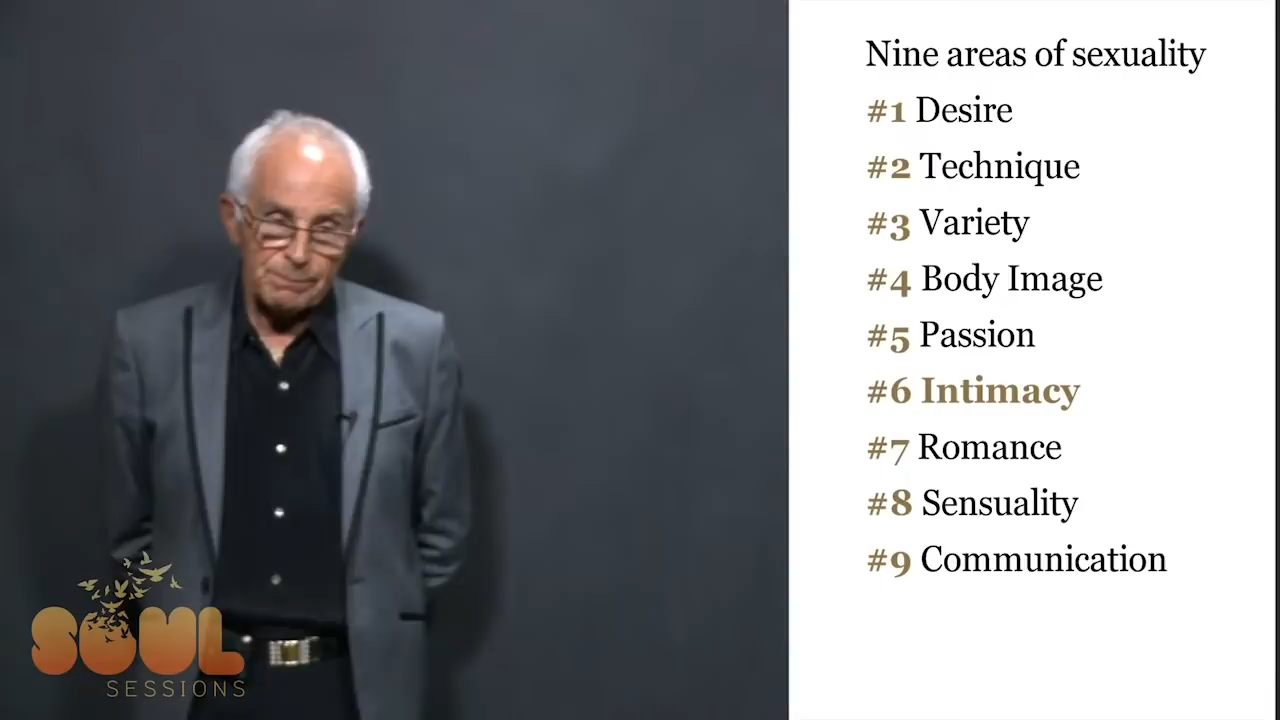 Nine areas of sexuality
#1 Desire
#2 Technique
#3 Variety
#4 Body Image
#5 Passion
#6 Intimacy
#7 Romance
#8 Sensuality
#9 Communication
SOUL
SESSIONS